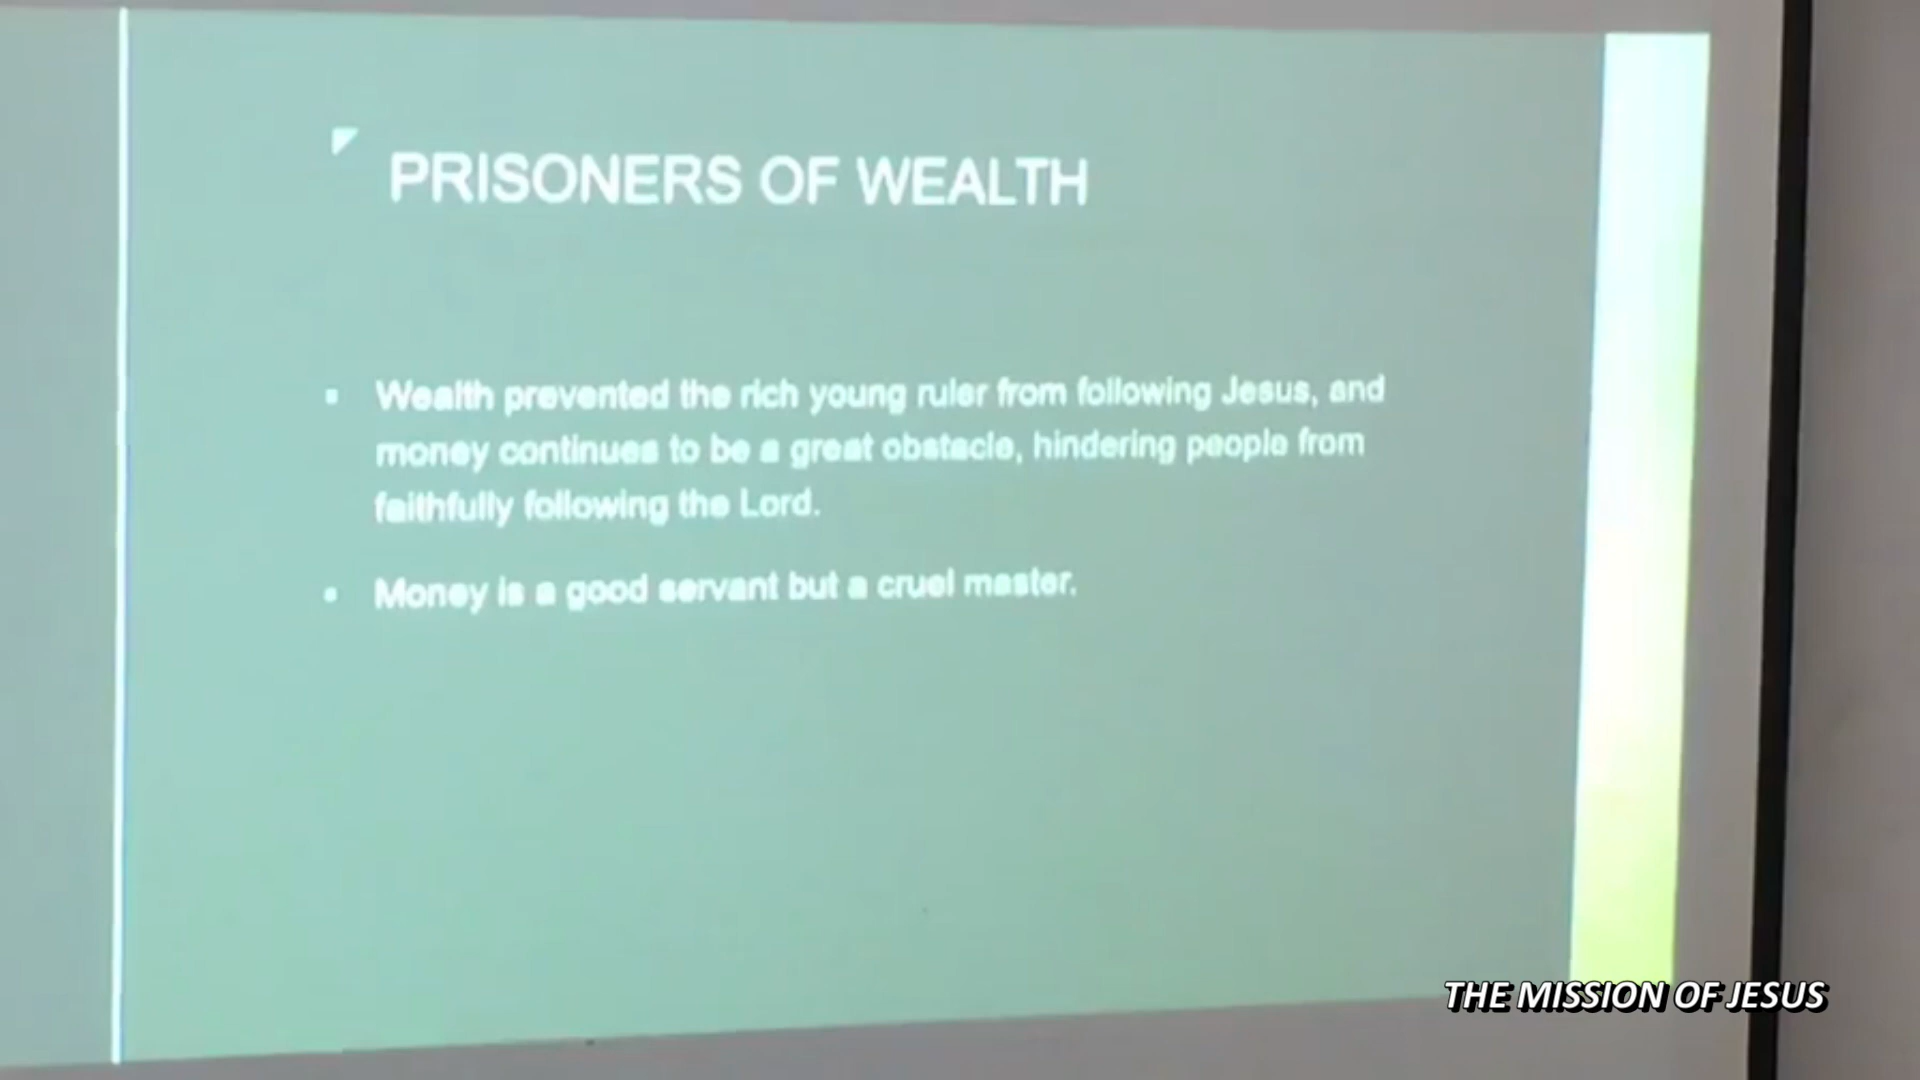 PRISONERS OF WEALTH
▪ Wealth prevented the rich young ruler from following Jesus, and
money continues to be a great obstacle, hindering people from
faithfully following the Lord.
▪ Money is a good servant but a cruel master.
THE MISSION OF JESUS